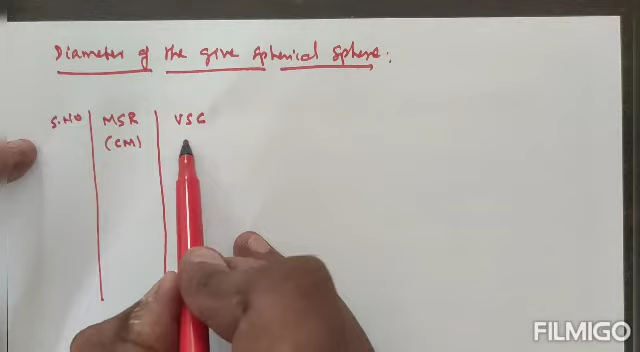 Diameter of the give spherical sphere:
S.NO MSR VSC
(CM)
FILMIGO